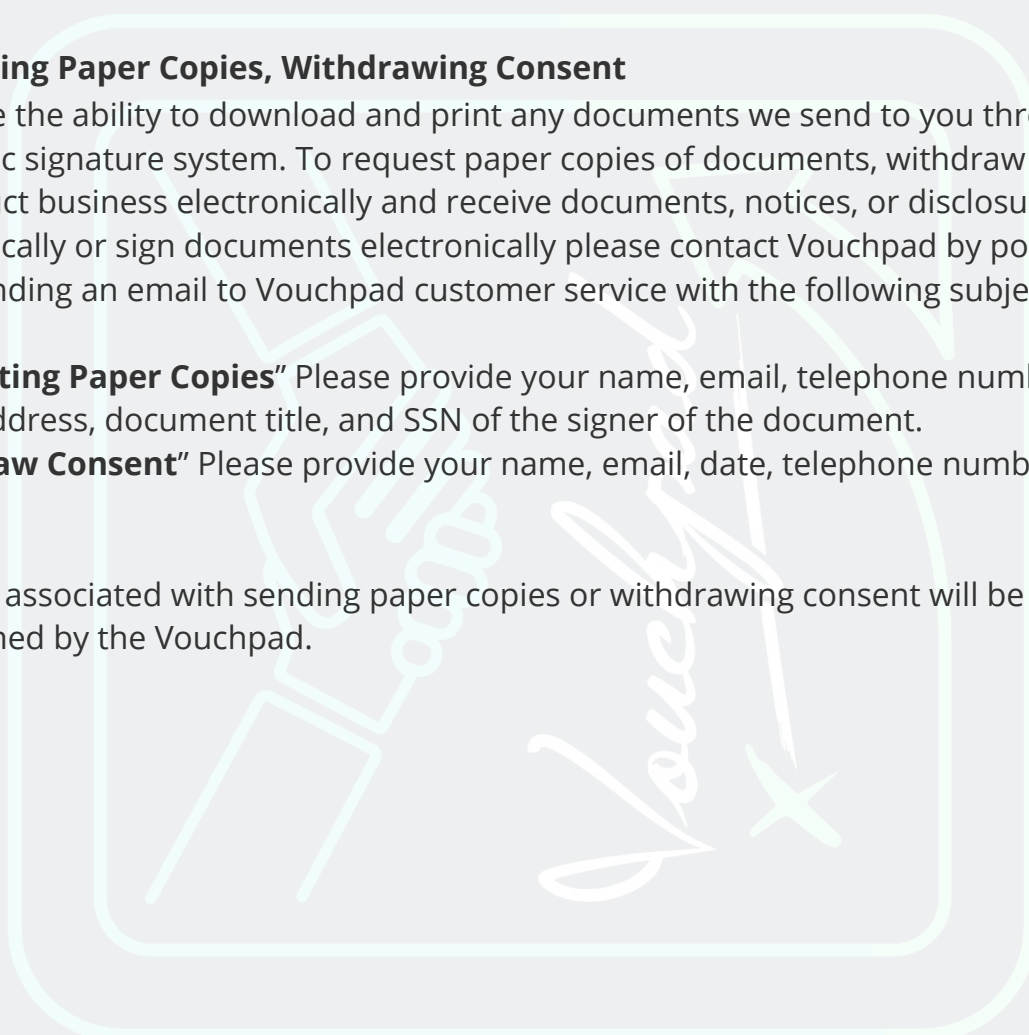 ing Paper Copies, Withdrawing Consent
e the ability to download and print any documents we send to you thr
c signature system. To request paper copies of documents, withdraw
ct business electronically and receive documents, notices, or disclosu
cally or sign documents electronically please contact Vouchpad by po
nding an email to Vouchpad customer service with the following subje
ting Paper Copies” Please provide your name, email, telephone num
ddress, document title, and SSN of the signer of the document.
aw Consent” Please provide your name, email, date, telephone numb
associated with sending paper copies or withdrawing consent will be
ned by the Vouchpad.
Vouchpad